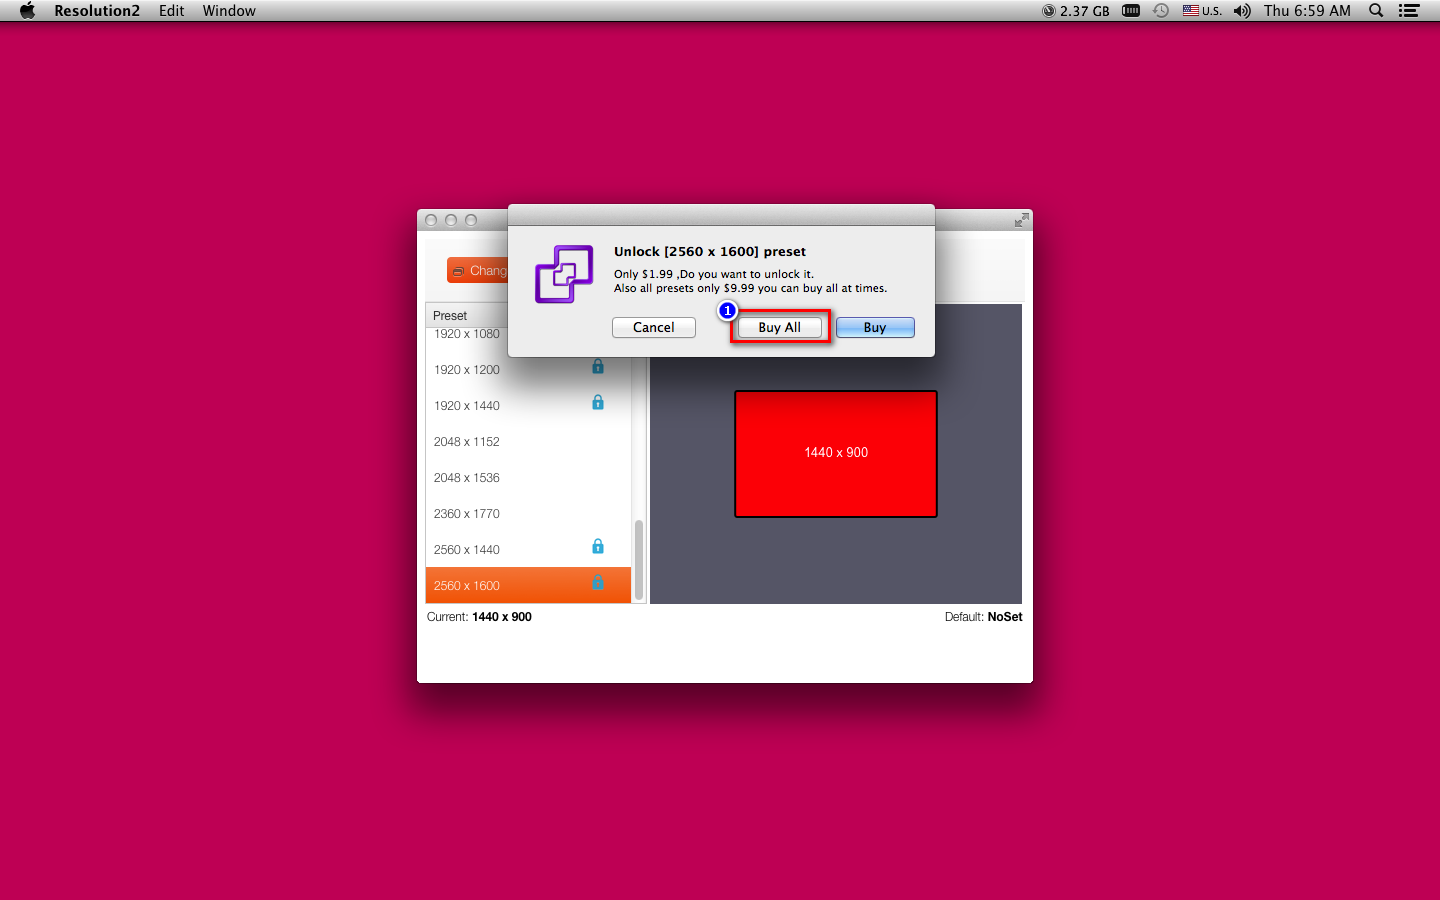 Resolution2 Edit Window 2.37 GB U.S. Thu 6:59 AM
Unlock [2560 x 1600] preset
Only $1.99 ,Do you want to unlock it.
Also all presets only $9.99 you can buy all at times.
1
Cancel Buy All Buy
Chang
Preset
1920 x 1080
1920 x 1200
1920 x 1440
2048 x 1152
2048 x 1536
2360 x 1770
2560 x 1440
2560 x 1600
1440 x 900
Current: 1440 x 900
Default: NoSet